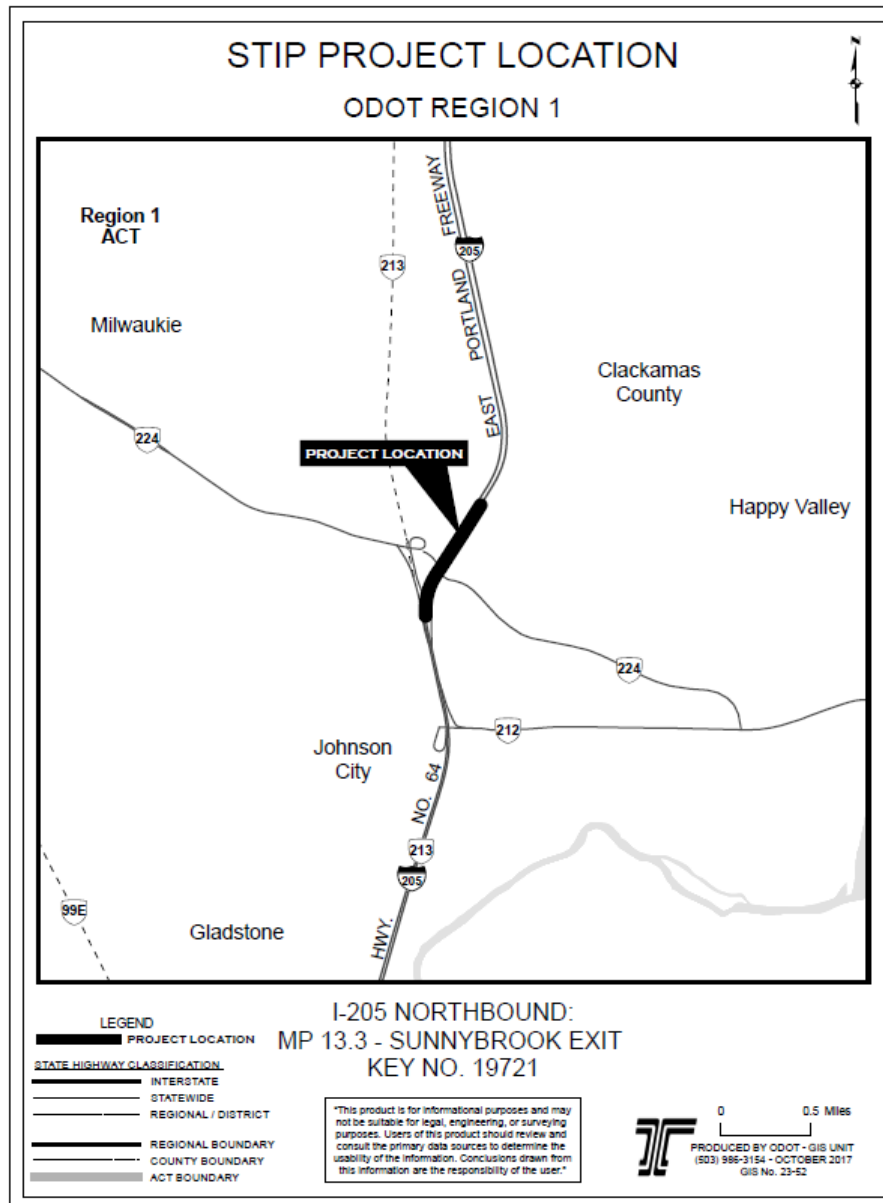 STIP PROJECT LOCATION
ODOT REGION 1
N
Region 1
ACT
FREEWAY
205
213
PORTLAND
Milwaukie
Clackamas
County
EAST
224
PROJECT LOCATION
Happy Valley
224
212
Johnson
City
NO. 64
213
205
99E
Gladstone
HWY.
LEGEND
PROJECT LOCATION
STATE HIGHWAY CLASSIFICATION
INTERSTATE
STATEWIDE
REGIONAL / DISTRICT
REGIONAL BOUNDARY
COUNTY BOUNDARY
ACT BOUNDARY
I-205 NORTHBOUND:
MP 13.3 - SUNNYBROOK EXIT
KEY NO. 19721
"This product is for informational purposes and may
not be suitable for legal, engineering, or surveying
purposes. Users of this product should review and
consult the primary data sources to determine the
usability of the information. Conclusions drawn from
this information are the responsibility of the user."
0 0.5 Miles
PRODUCED BY ODOT - GIS UNIT
(503) 986-3154 - OCTOBER 2017
GIS No. 23-52